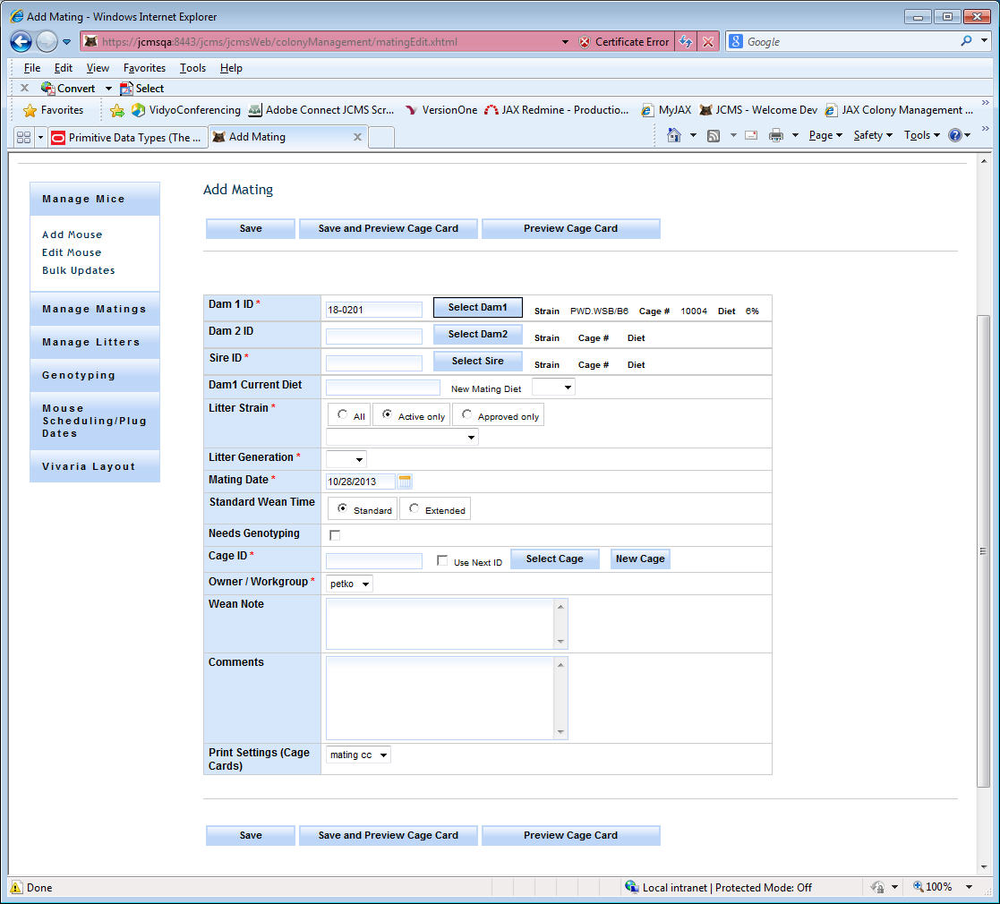 Add Mating - Windows Internet Explorer
https://jcmsqa:8443/jcms/jcmsWeb/colonyManagement/matingEdit.xhtml Certificate Error Google
File Edit View Favorites Tools Help
Convert Select
Favorites VidyoConferencing Adobe Connect JCMS Scr... VersionOne JAX Redmine - Productio... MyJAX JCMS - Welcome Dev JAX Colony Management ...
Primitive Data Types (The ... Add Mating Page Safety Tools
Manage Mice
Add Mouse
Edit Mouse
Bulk Updates
Manage Matings
Manage Litters
Genotyping
Mouse
Scheduling/Plug
Dates
Vivaria Layout
Add Mating
Save Save and Preview Cage Card Preview Cage Card
Dam 1 ID * 18-0201 Select Dam1 Strain PWD.WSB/B6 Cage # 10004 Diet 6%
Dam 2 ID Select Dam2 Strain Cage # Diet
Sire ID * Select Sire Strain Cage # Diet
Dam1 Current Diet New Mating Diet
Litter Strain * All Active only Approved only
Litter Generation *
Mating Date * 10/28/2013
Standard Wean Time Standard Extended
Needs Genotyping
Cage ID * Use Next ID Select Cage New Cage
Owner / Workgroup * petko
Wean Note
Comments
Print Settings (Cage
Cards) mating cc
Save Save and Preview Cage Card Preview Cage Card
Done Local intranet | Protected Mode: Off 100%